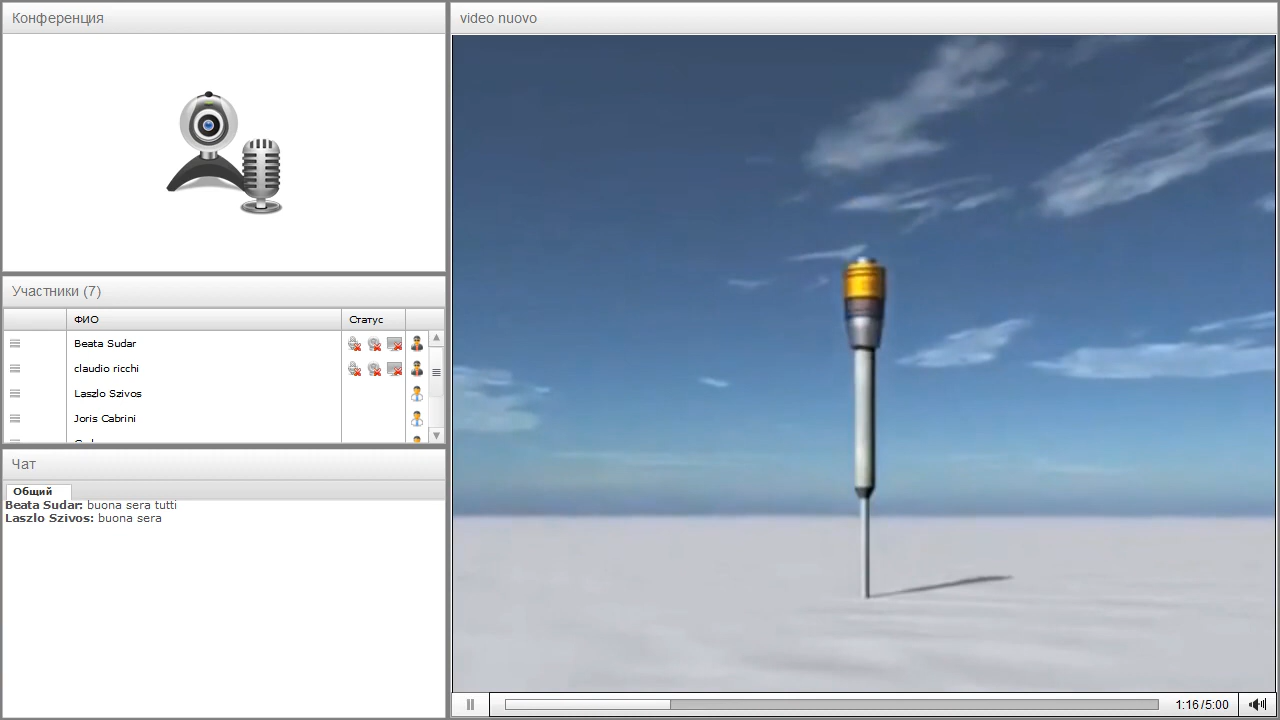 Конференция
video nuovo
Участники (7)
ФИО
Статус
Beata Sudar
claudio ricchi
Laszlo Szivos
Joris Cabrini
Чат
Общий
Beata Sudar: buona sera tutti
Laszlo Szivos: buona sera
1:16/5:00